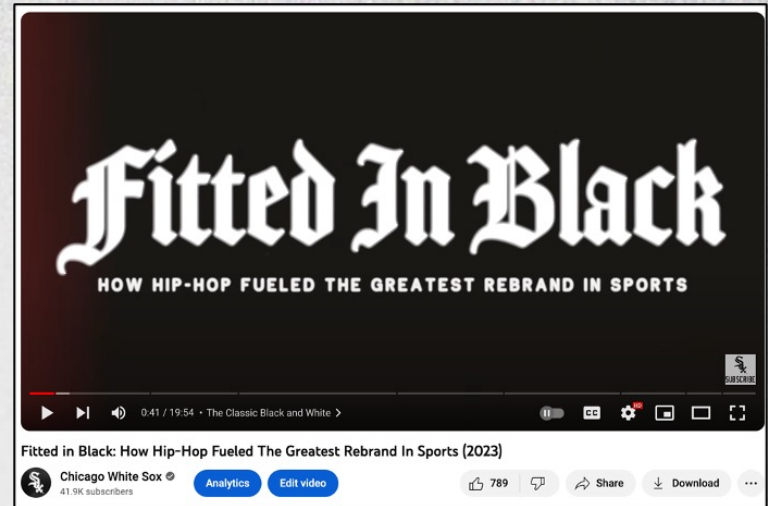 Fitted In Black
HOW HIP-HOP FUELED THE GREATEST REBRAND IN SPORTS
SUBSCRIBE
0:41 / 19:54 • The Classic Black and White >
CC
HD
Fitted in Black: How Hip-Hop Fueled The Greatest Rebrand In Sports (2023)
Chicago White Sox
41.9K subscribers
Analytics
Edit video
789
Share
Download